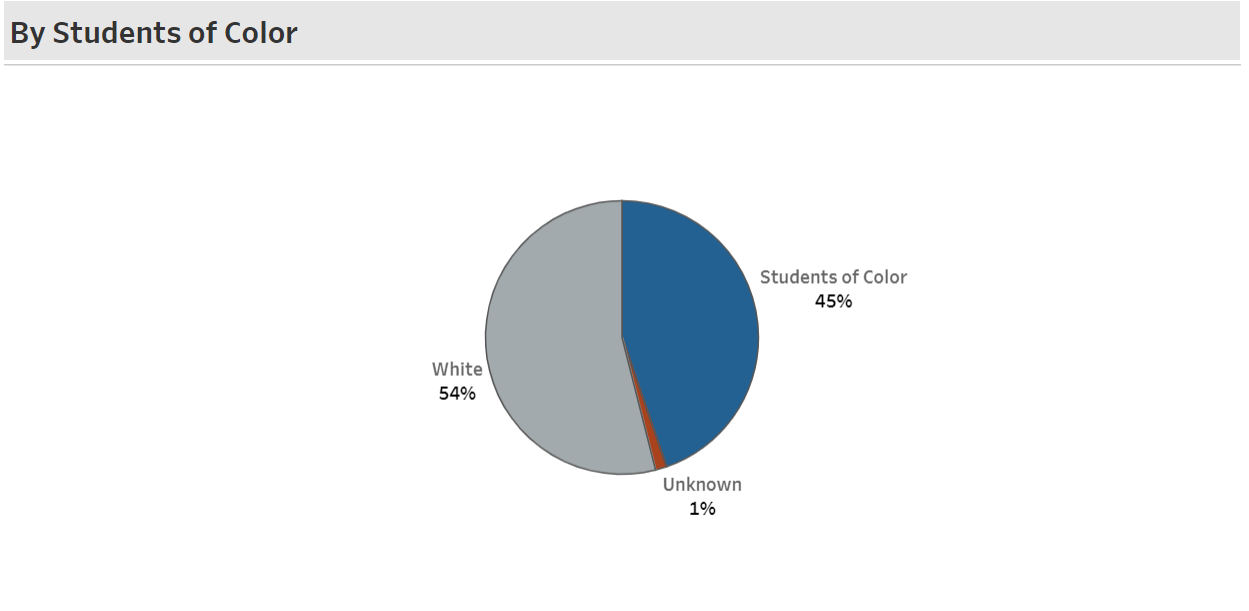 By Students of Color
Students of Color
45%
White
54%
Unknown
1%